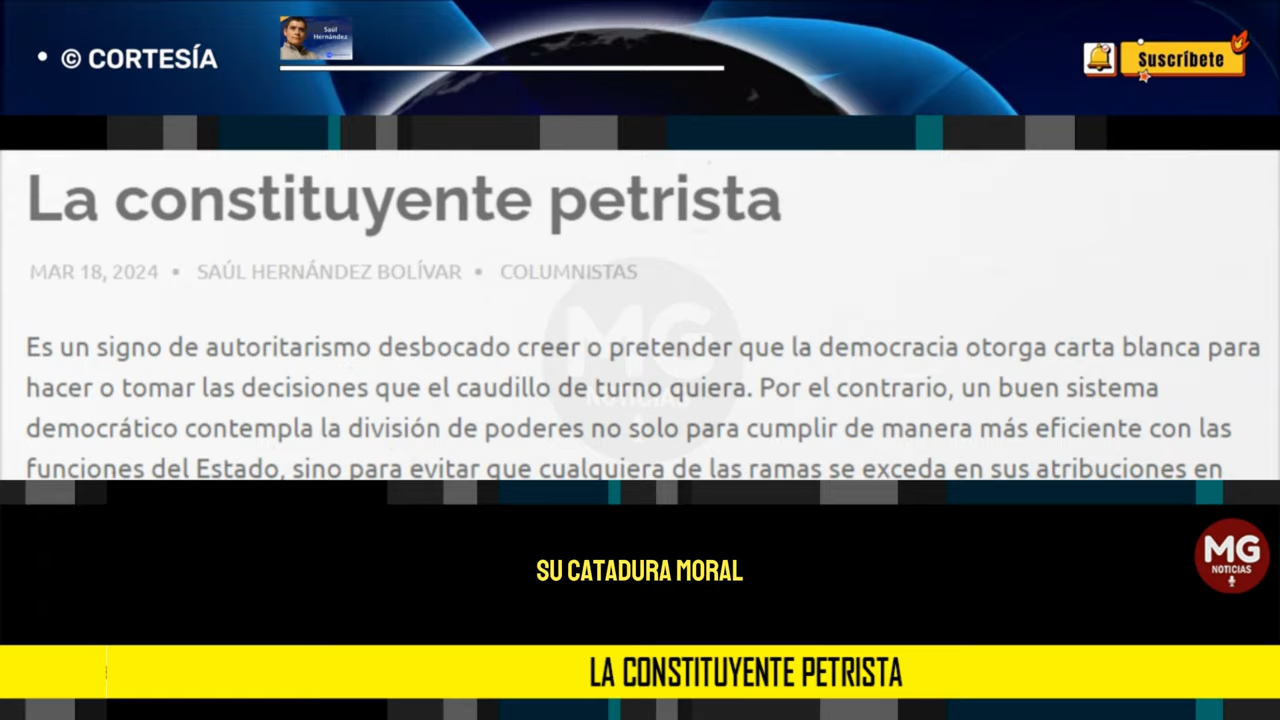 • © CORTESÍA
Saúl
Hernández
Suscríbete
La constituyente petrista
MAR 18, 2024 • SAÚL HERNÁNDEZ BOLÍVAR • COLUMNISTAS
Es un signo de autoritarismo desbocado creer o pretender que la democracia otorga carta blanca para
hacer o tomar las decisiones que el caudillo de turno quiera. Por el contrario, un buen sistema
democrático contempla la división de poderes no solo para cumplir de manera más eficiente con las
funciones del Estado, sino para evitar que cualquiera de las ramas se exceda en sus atribuciones en
MG
NOTICIAS
SU CATADURA MORAL
MG
NOTICIAS
LA CONSTITUYENTE PETRISTA